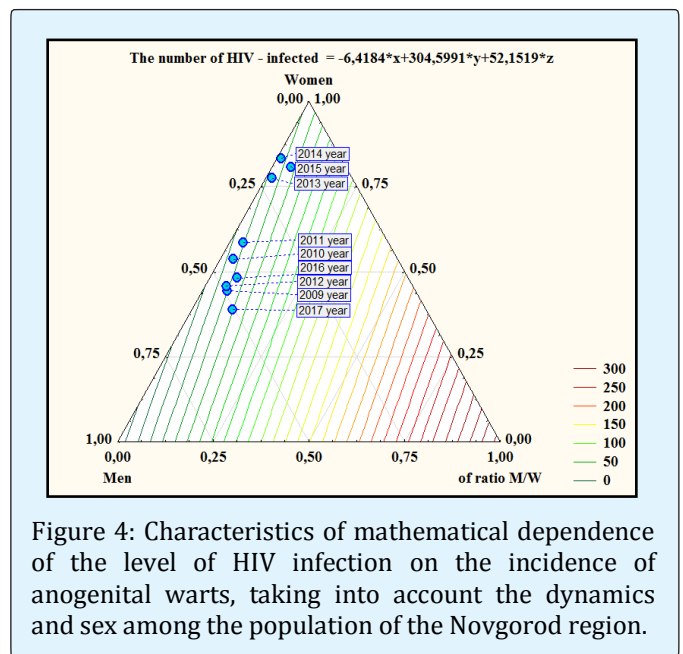 The number of HIV - infected = -6,4184*x+304,5991*y+52,1519*z
Women
0,00 1,00
2014 year
2015 year
0,25 2013 year 0,75
2011 year
2010 year
0,50 2016 year 0,50
2012 year
2009 year
2017 year
0,75 0,25
300
250
200
150
100
50
0
1,00 0,00
0,00 0,25 0,50 0,75 1,00
Men of ratio M/W
Figure 4: Characteristics of mathematical dependence
of the level of HIV infection on the incidence of
anogenital warts, taking into account the dynamics
and sex among the population of the Novgorod region.